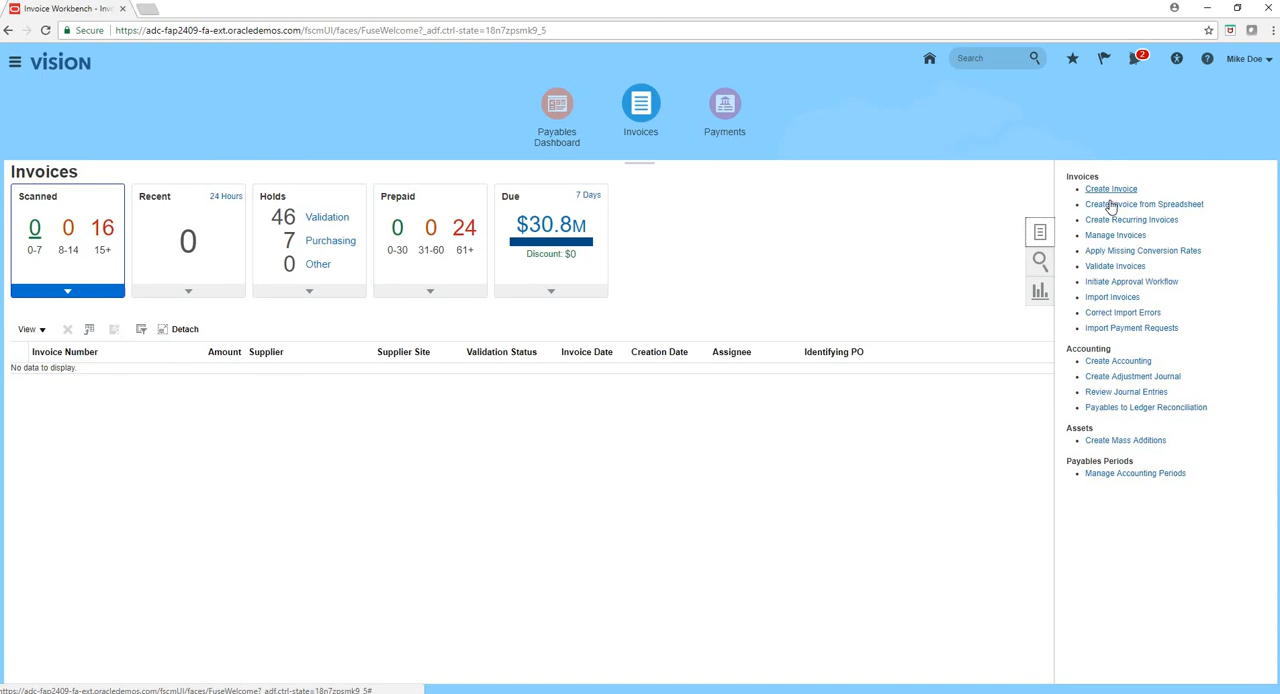 Invoice Workbench - Invo
Secure https://adc-fap2409-fa-ext.oracledemos.com/fscmUI/faces/FuseWelcome?_adf.ctrl-state=18n7zpsmk9_5
VISION
Search
2
Mike Doe
Payables Dashboard
Invoices
Payments
Invoices
Scanned
0 0 16
0-7 8-14 15+
Recent 24 Hours
0
Holds
46 Validation
7 Purchasing
0 Other
Prepaid
0 0 24
0-30 31-60 61+
Due 7 Days
$30.8M
Discount: $0
View Detach
Invoice Number Amount Supplier Supplier Site Validation Status Invoice Date Creation Date Assignee Identifying PO
No data to display.
Invoices
Create Invoice
Create Invoice from Spreadsheet
Create Recurring Invoices
Manage Invoices
Apply Missing Conversion Rates
Validate Invoices
Initiate Approval Workflow
Import Invoices
Correct Import Errors
Import Payment Requests
Accounting
Create Accounting
Create Adjustment Journal
Review Journal Entries
Payables to Ledger Reconciliation
Assets
Create Mass Additions
Payables Periods
Manage Accounting Periods
https://adc-fap2409-fa-ext.oracledemos.com/fscmUI/faces/FuseWelcome?_adf.ctrl-state=18n7zpsmk9_5#